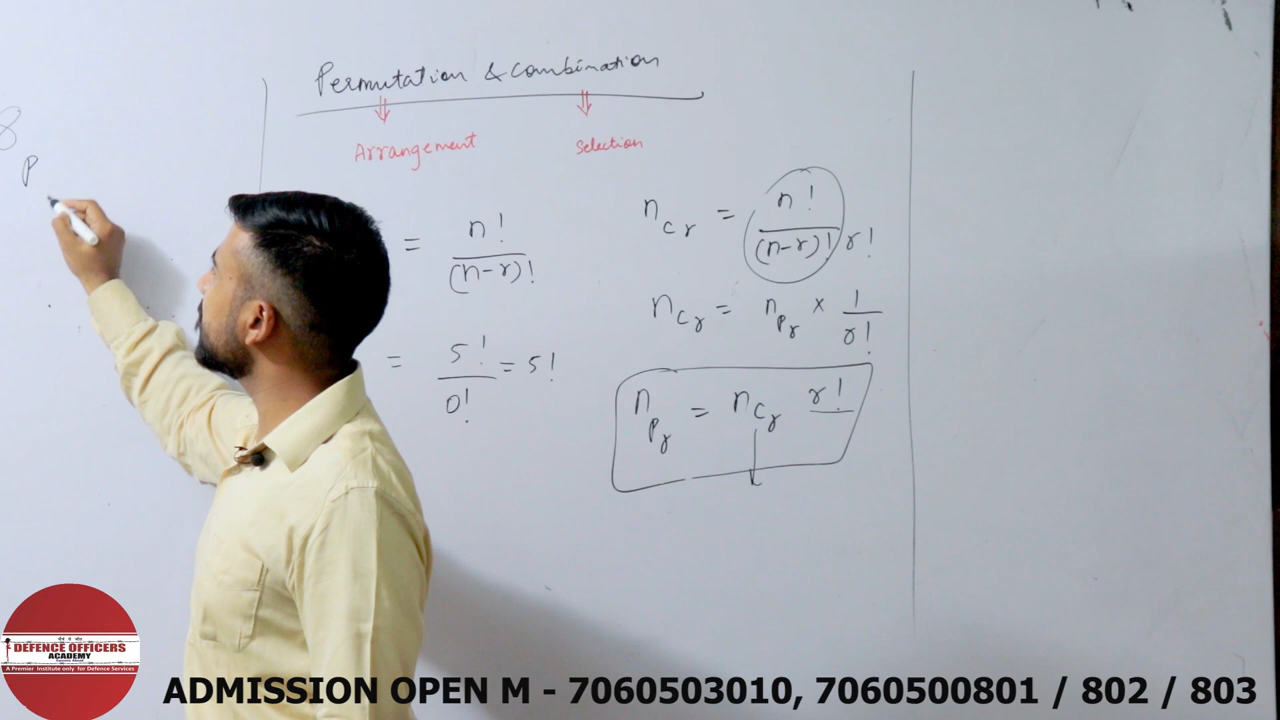 Permutation & Combination
Arrangement Selection
8
P
= n!
(n-r)!
nCr = n!
(n-r)! r!
nCr = nPr × 1
r!
= 5!
0! = 5!
nPr = nCr r!
DEFENCE OFFICERS
ACADEMY
A Premier Institute only for Defence Services
ADMISSION OPEN M - 7060503010, 7060500801 / 802 / 803